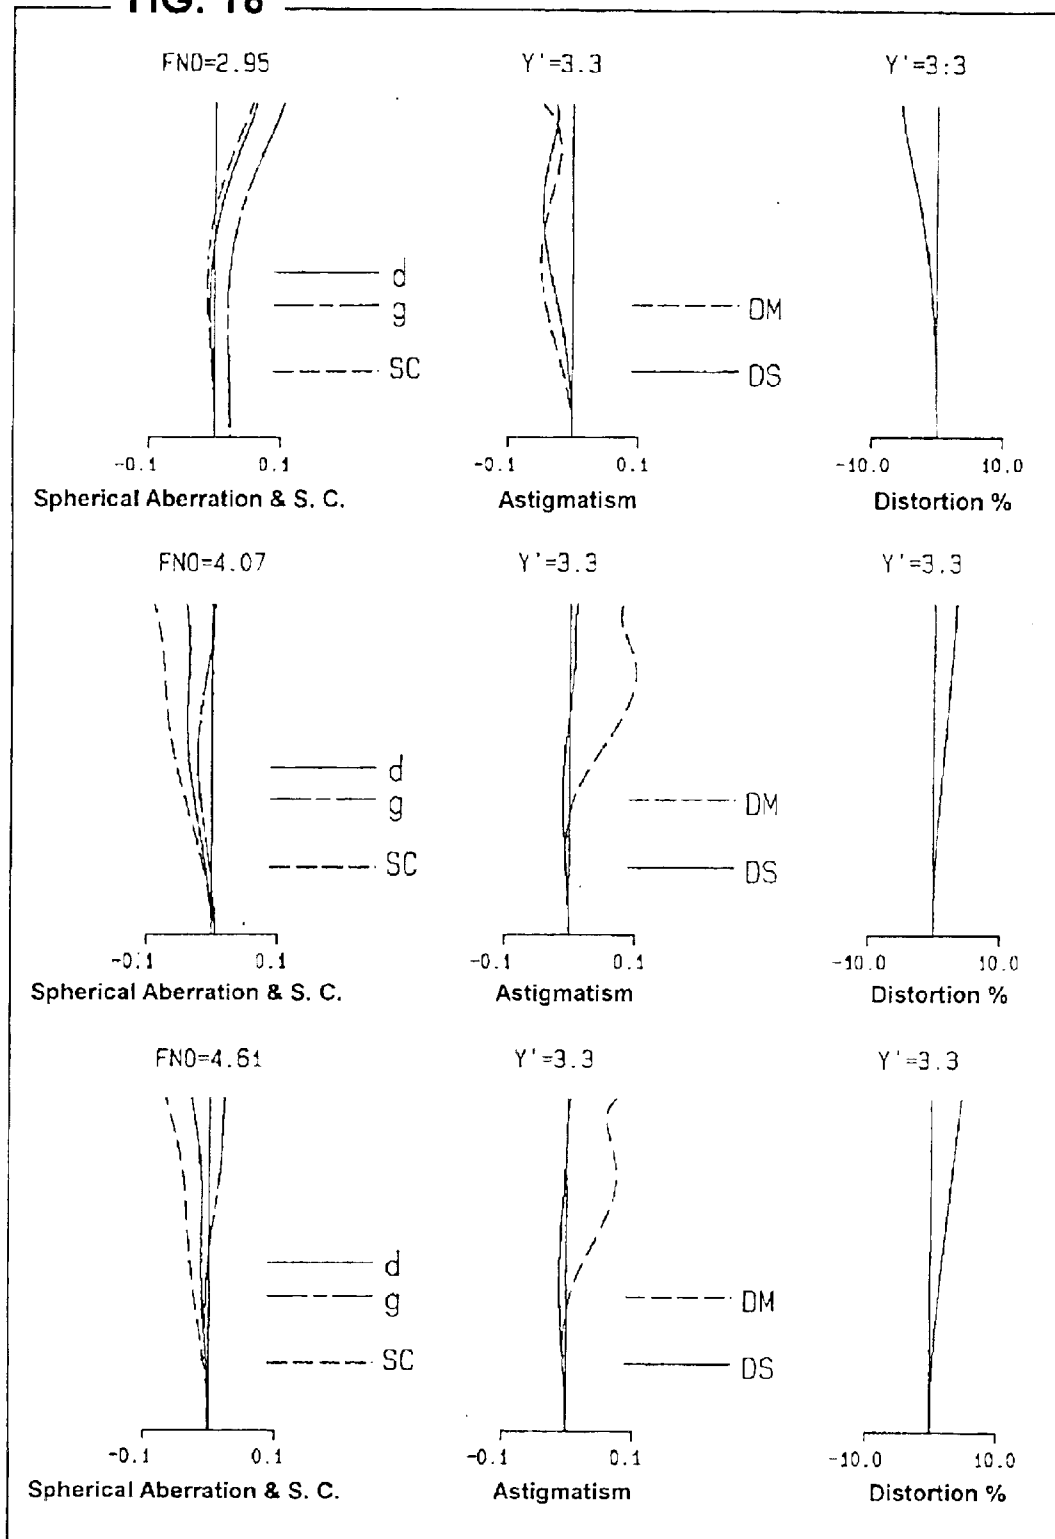 FIG. 18
FNO=2.95 Y'=3.3 Y'=3:3
d
g
SC
DM
DS
-0.1 0.1 -0.1 0.1 -10.0 10.0
Spherical Aberration & S. C. Astigmatism Distortion %
FNO=4.07 Y'=3.3 Y'=3.3
d
g
SC
DM
DS
-0.1 0.1 -0.1 0.1 -10.0 10.0
Spherical Aberration & S. C. Astigmatism Distortion %
FNO=4.61 Y'=3.3 Y'=3.3
d
g
SC
DM
DS
-0.1 0.1 -0.1 0.1 -10.0 10.0
Spherical Aberration & S. C. Astigmatism Distortion %